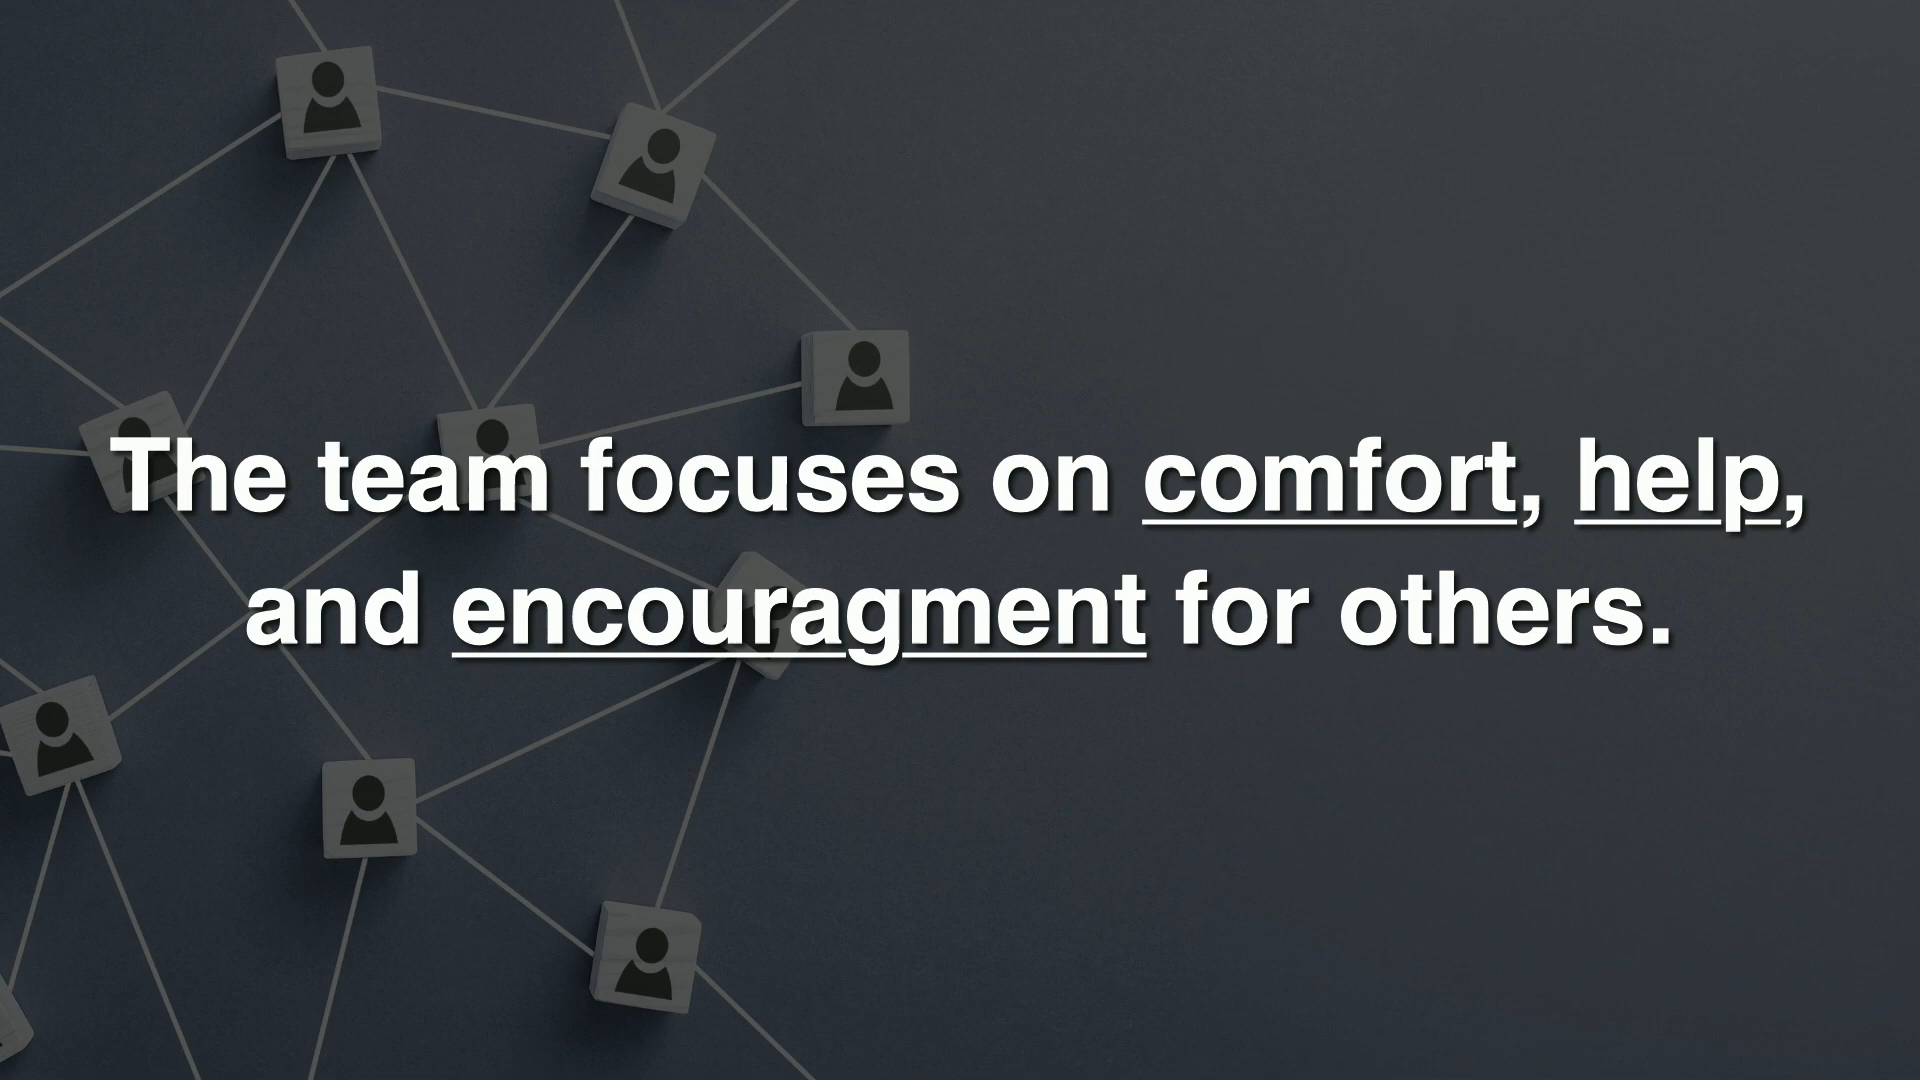 The team focuses on comfort, help,
and encouragment for others.